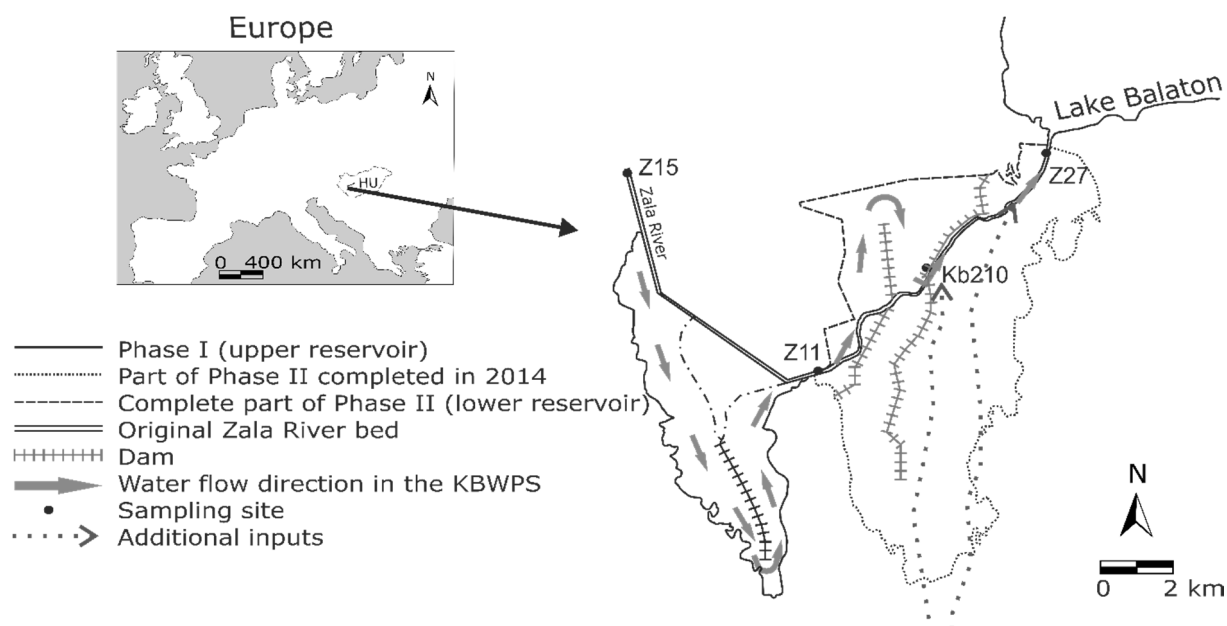 Europe
N
HU
0 400 km
Phase I (upper reservoir)
Part of Phase II completed in 2014
Complete part of Phase II (lower reservoir)
Original Zala River bed
Dam
Water flow direction in the KBWPS
Sampling site
Additional inputs
Lake Balaton
Z15
Zala River
Z27
Kb210
Z11
N
0 2 km